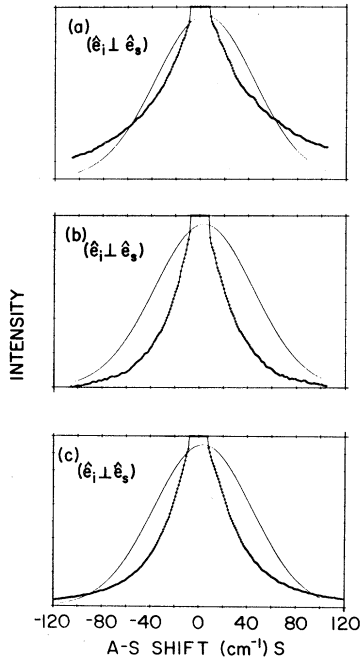 (a)
(êi ⊥ ês)
(b)
(êi ⊥ ês)
INTENSITY
(c)
(êi ⊥ ês)
-120 -80 -40 0 40 80 120
A-S SHIFT (cm⁻¹) S